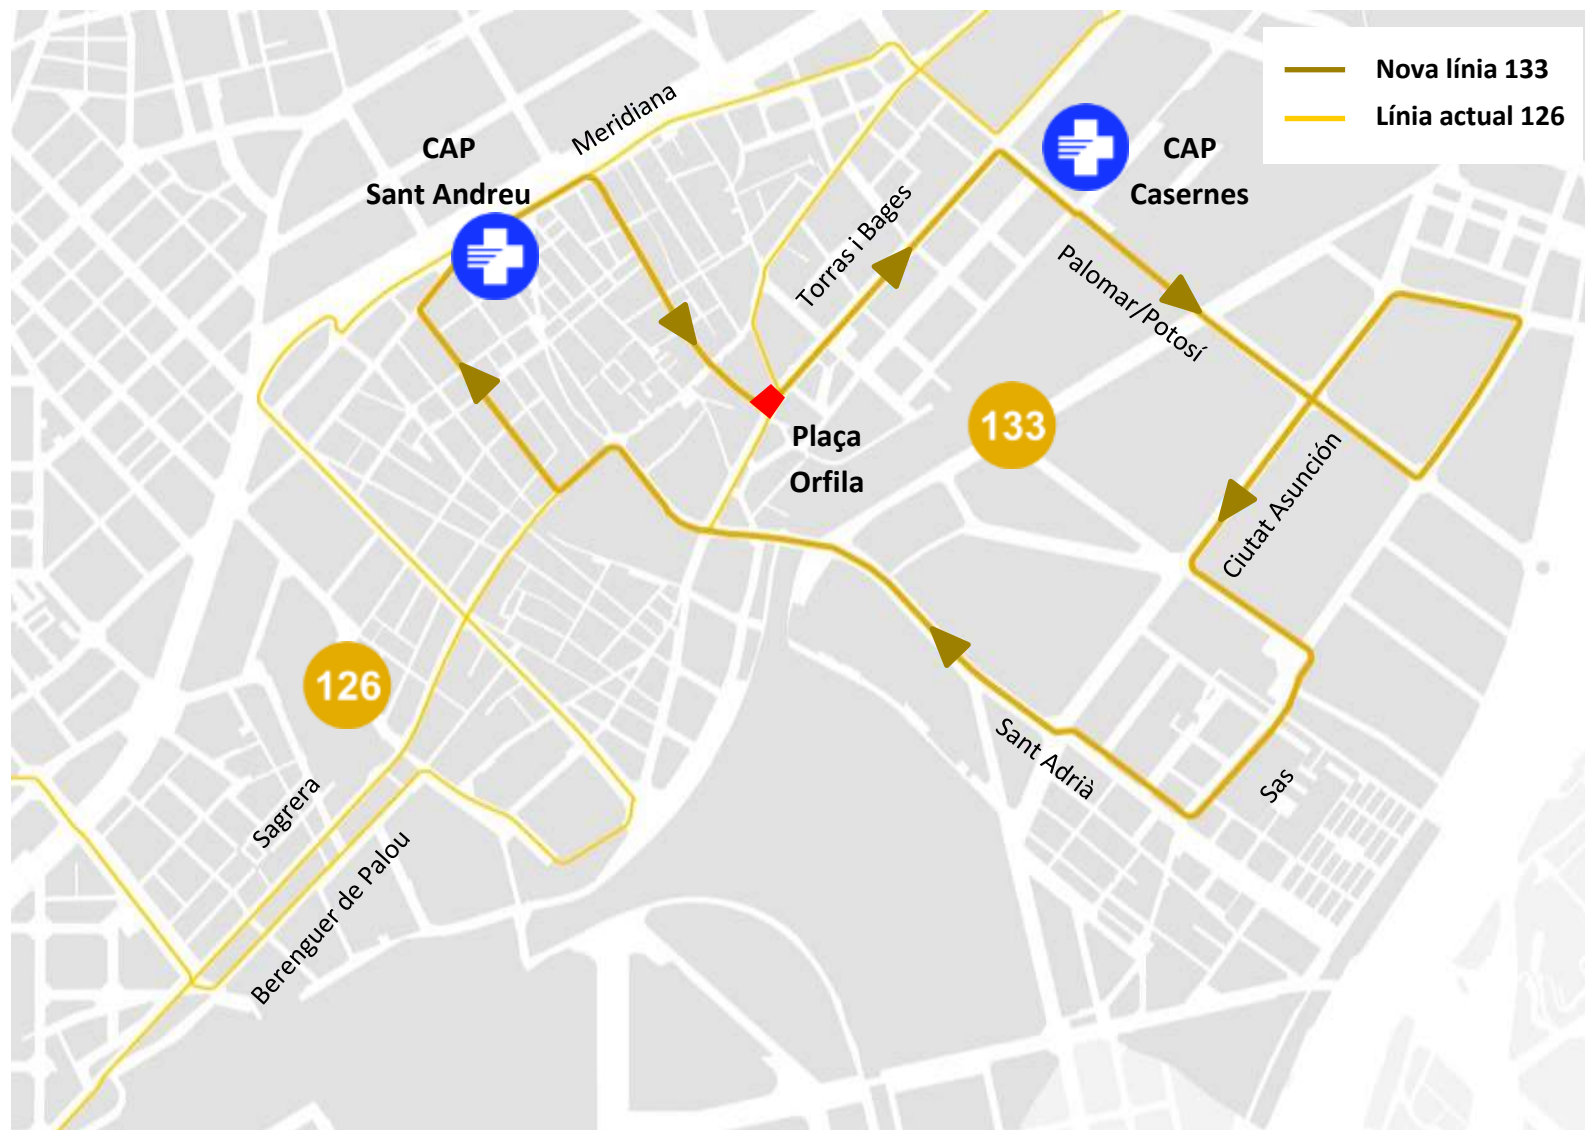 Nova línia 133
Línia actual 126
Meridiana
CAP
Sant Andreu
CAP
Casernes
Torras i Bages
Palomar/Potosí
133
Plaça
Orfila
Ciutat Asunción
126
Sant Adrià
Sas
Sagrera
Berenguer de Palou